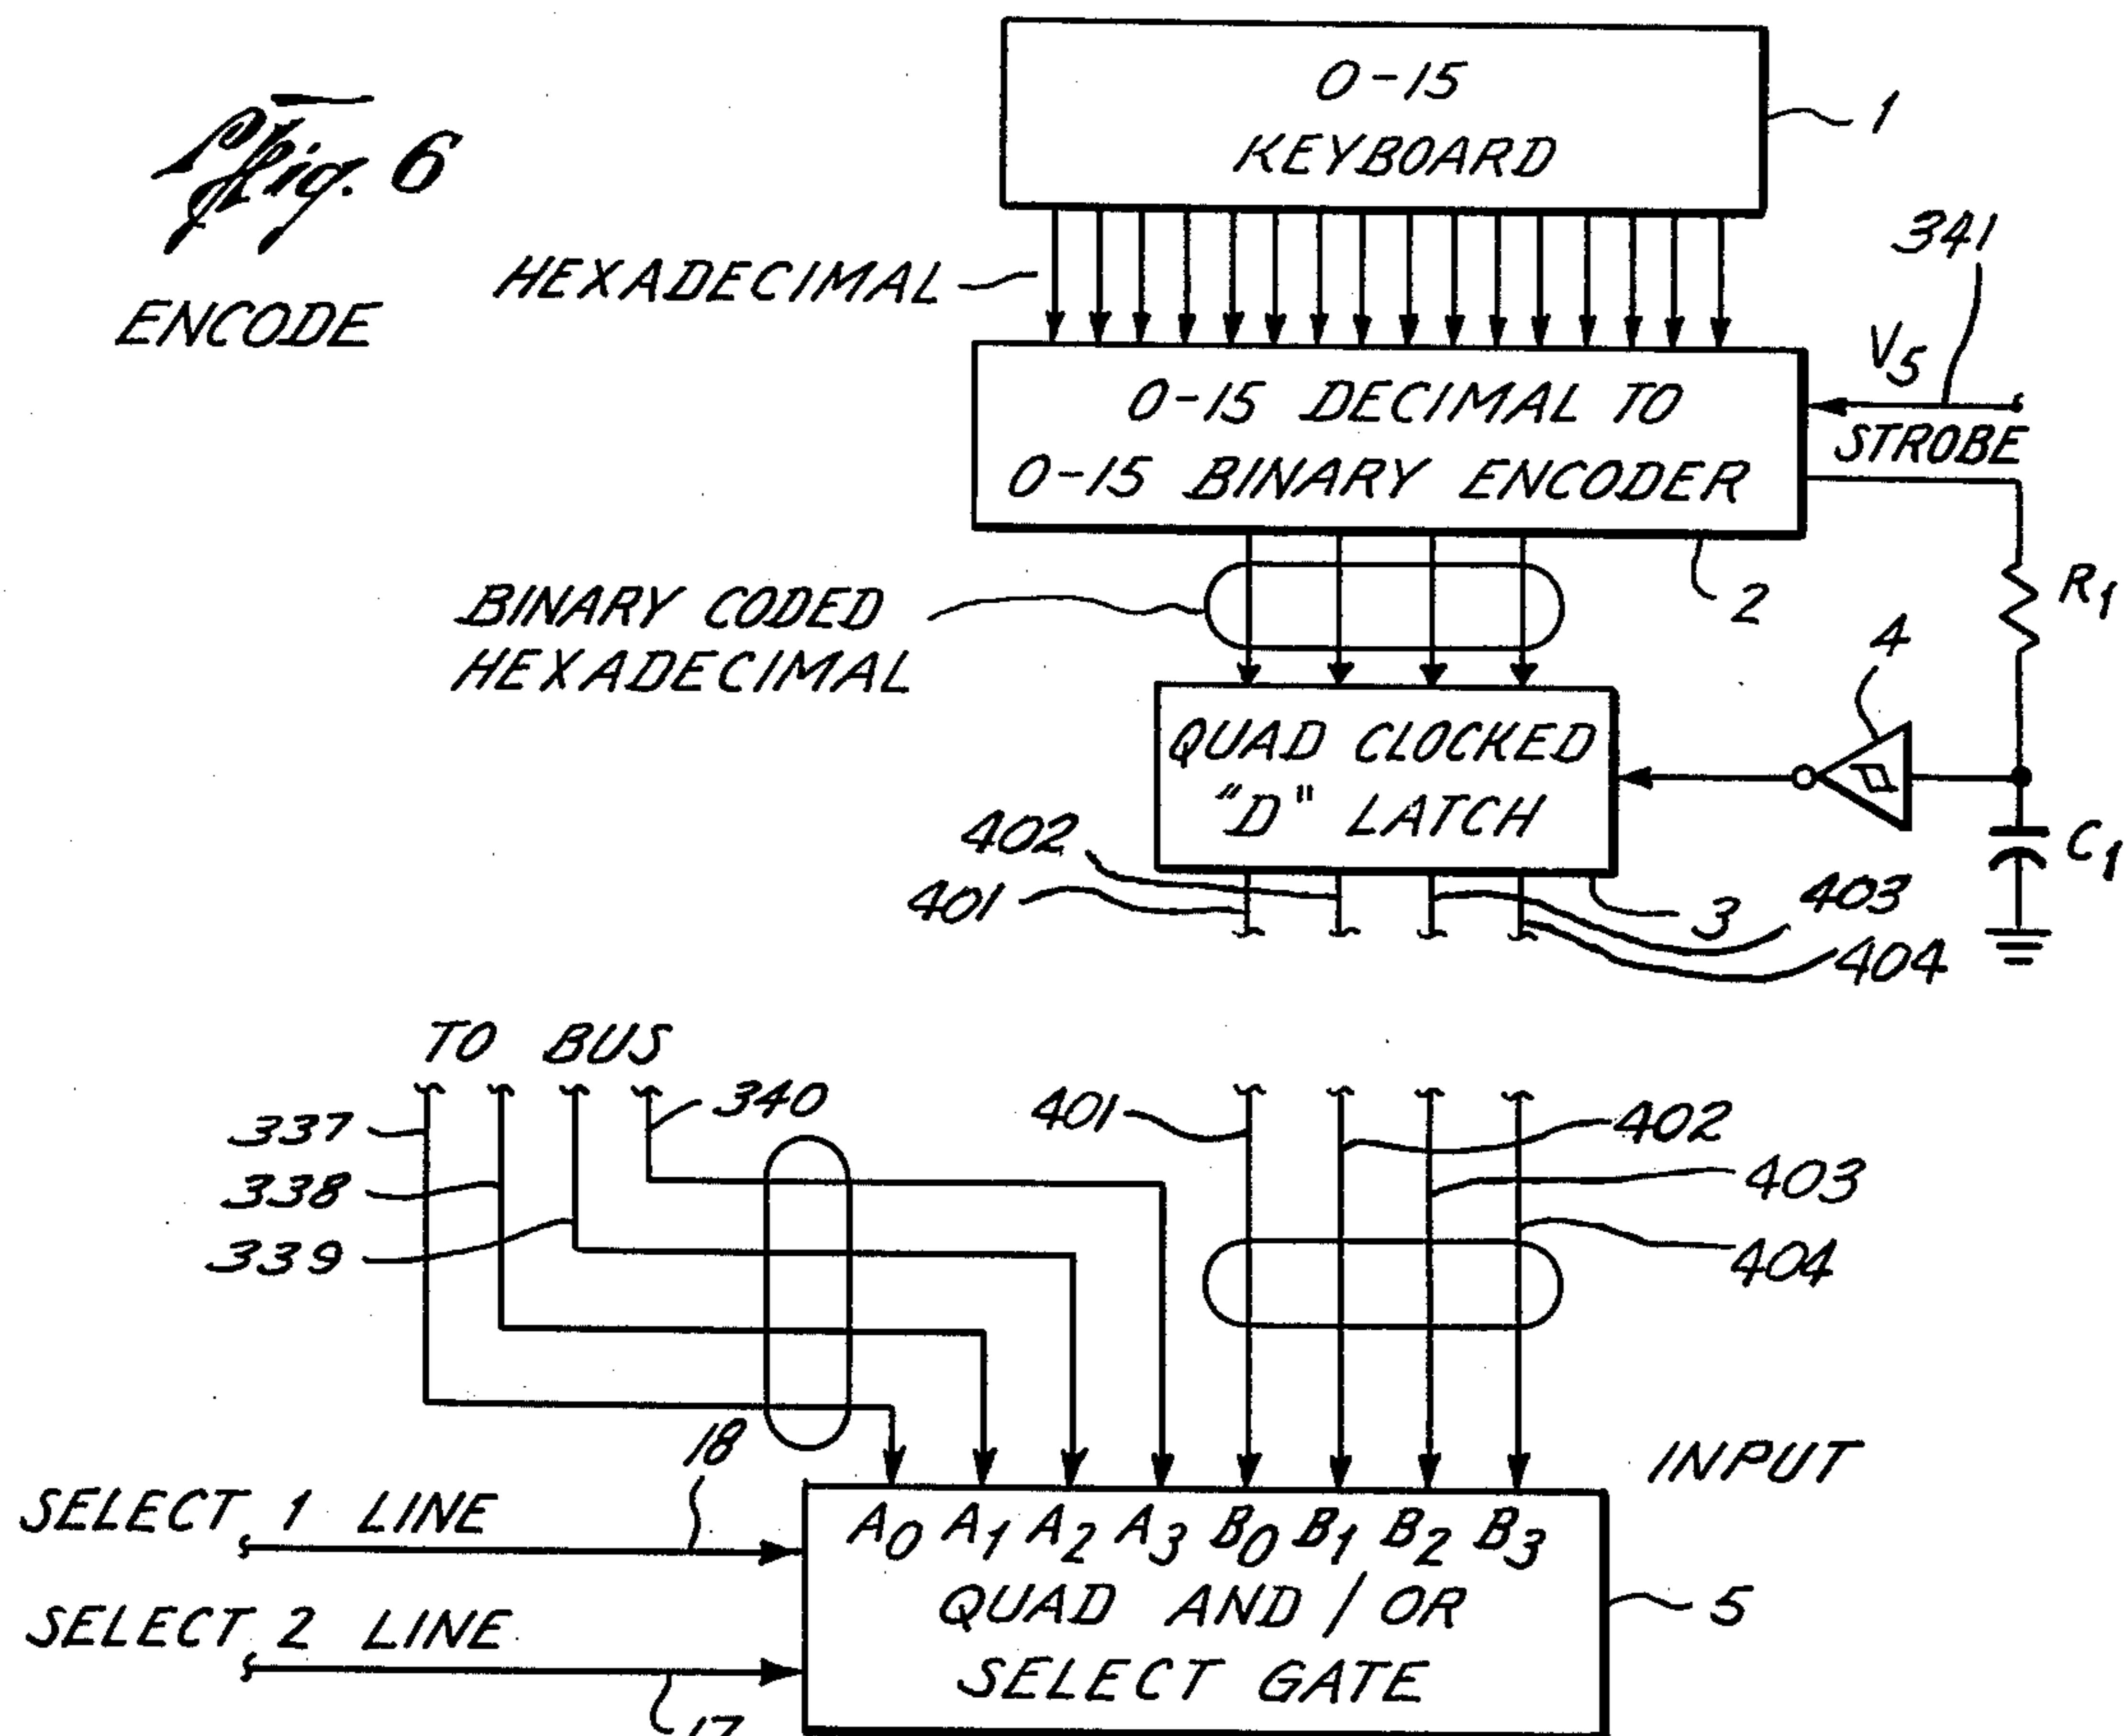 Fig. 6
ENCODE
0-15
KEYBOARD
1
HEXADECIMAL
341
V5
STROBE
0-15 DECIMAL TO
0-15 BINARY ENCODER
2
R1
BINARY CODED
HEXADECIMAL
4
QUAD CLOCKED
"D" LATCH
C1
402
401
3
403
404
TO BUS
337
338
339
340
401
402
403
404
INPUT
18
SELECT 1 LINE
SELECT 2 LINE
17
A0 A1 A2 A3 B0 B1 B2 B3
QUAD AND / OR
SELECT GATE
5